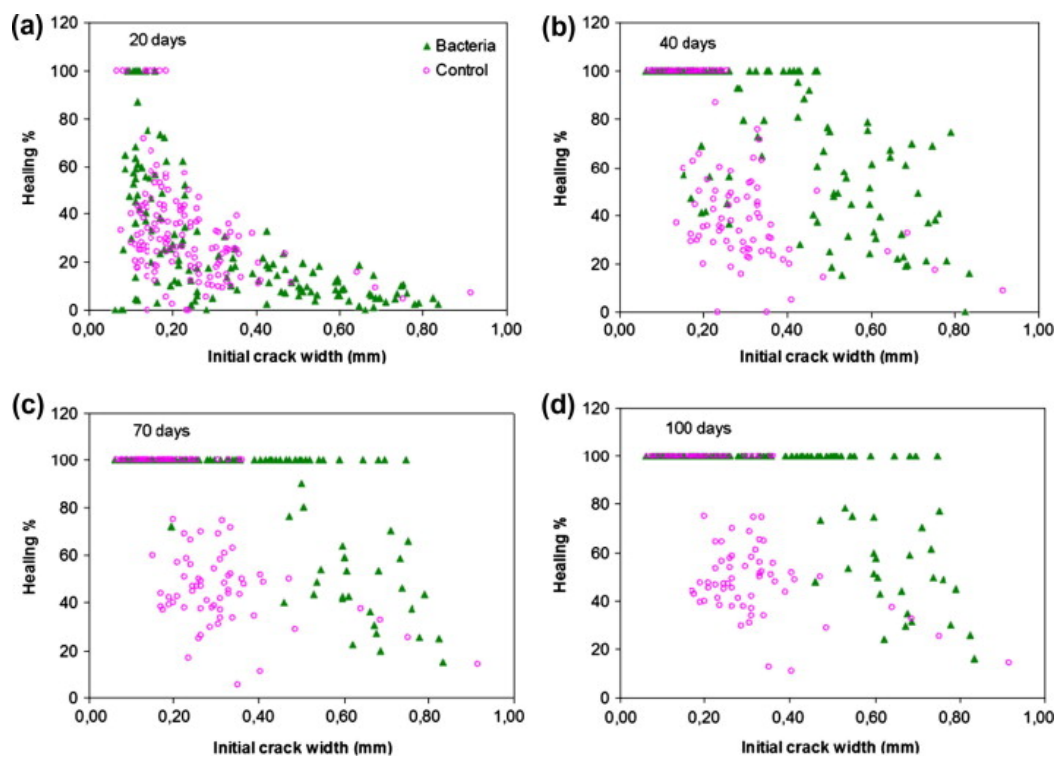 (a)
120
100
80
60
40
20
0
Healing %
20 days
Bacteria
Control
0,00 0,20 0,40 0,60 0,80 1,00
Initial crack width (mm)
(b)
120
100
80
60
40
20
0
Healing %
40 days
0,00 0,20 0,40 0,60 0,80 1,00
Initial crack width (mm)
(c)
120
100
80
60
40
20
0
Healing %
70 days
0,00 0,20 0,40 0,60 0,80 1,00
Initial crack width (mm)
(d)
120
100
80
60
40
20
0
Healing %
100 days
0,00 0,20 0,40 0,60 0,80 1,00
Initial crack width (mm)